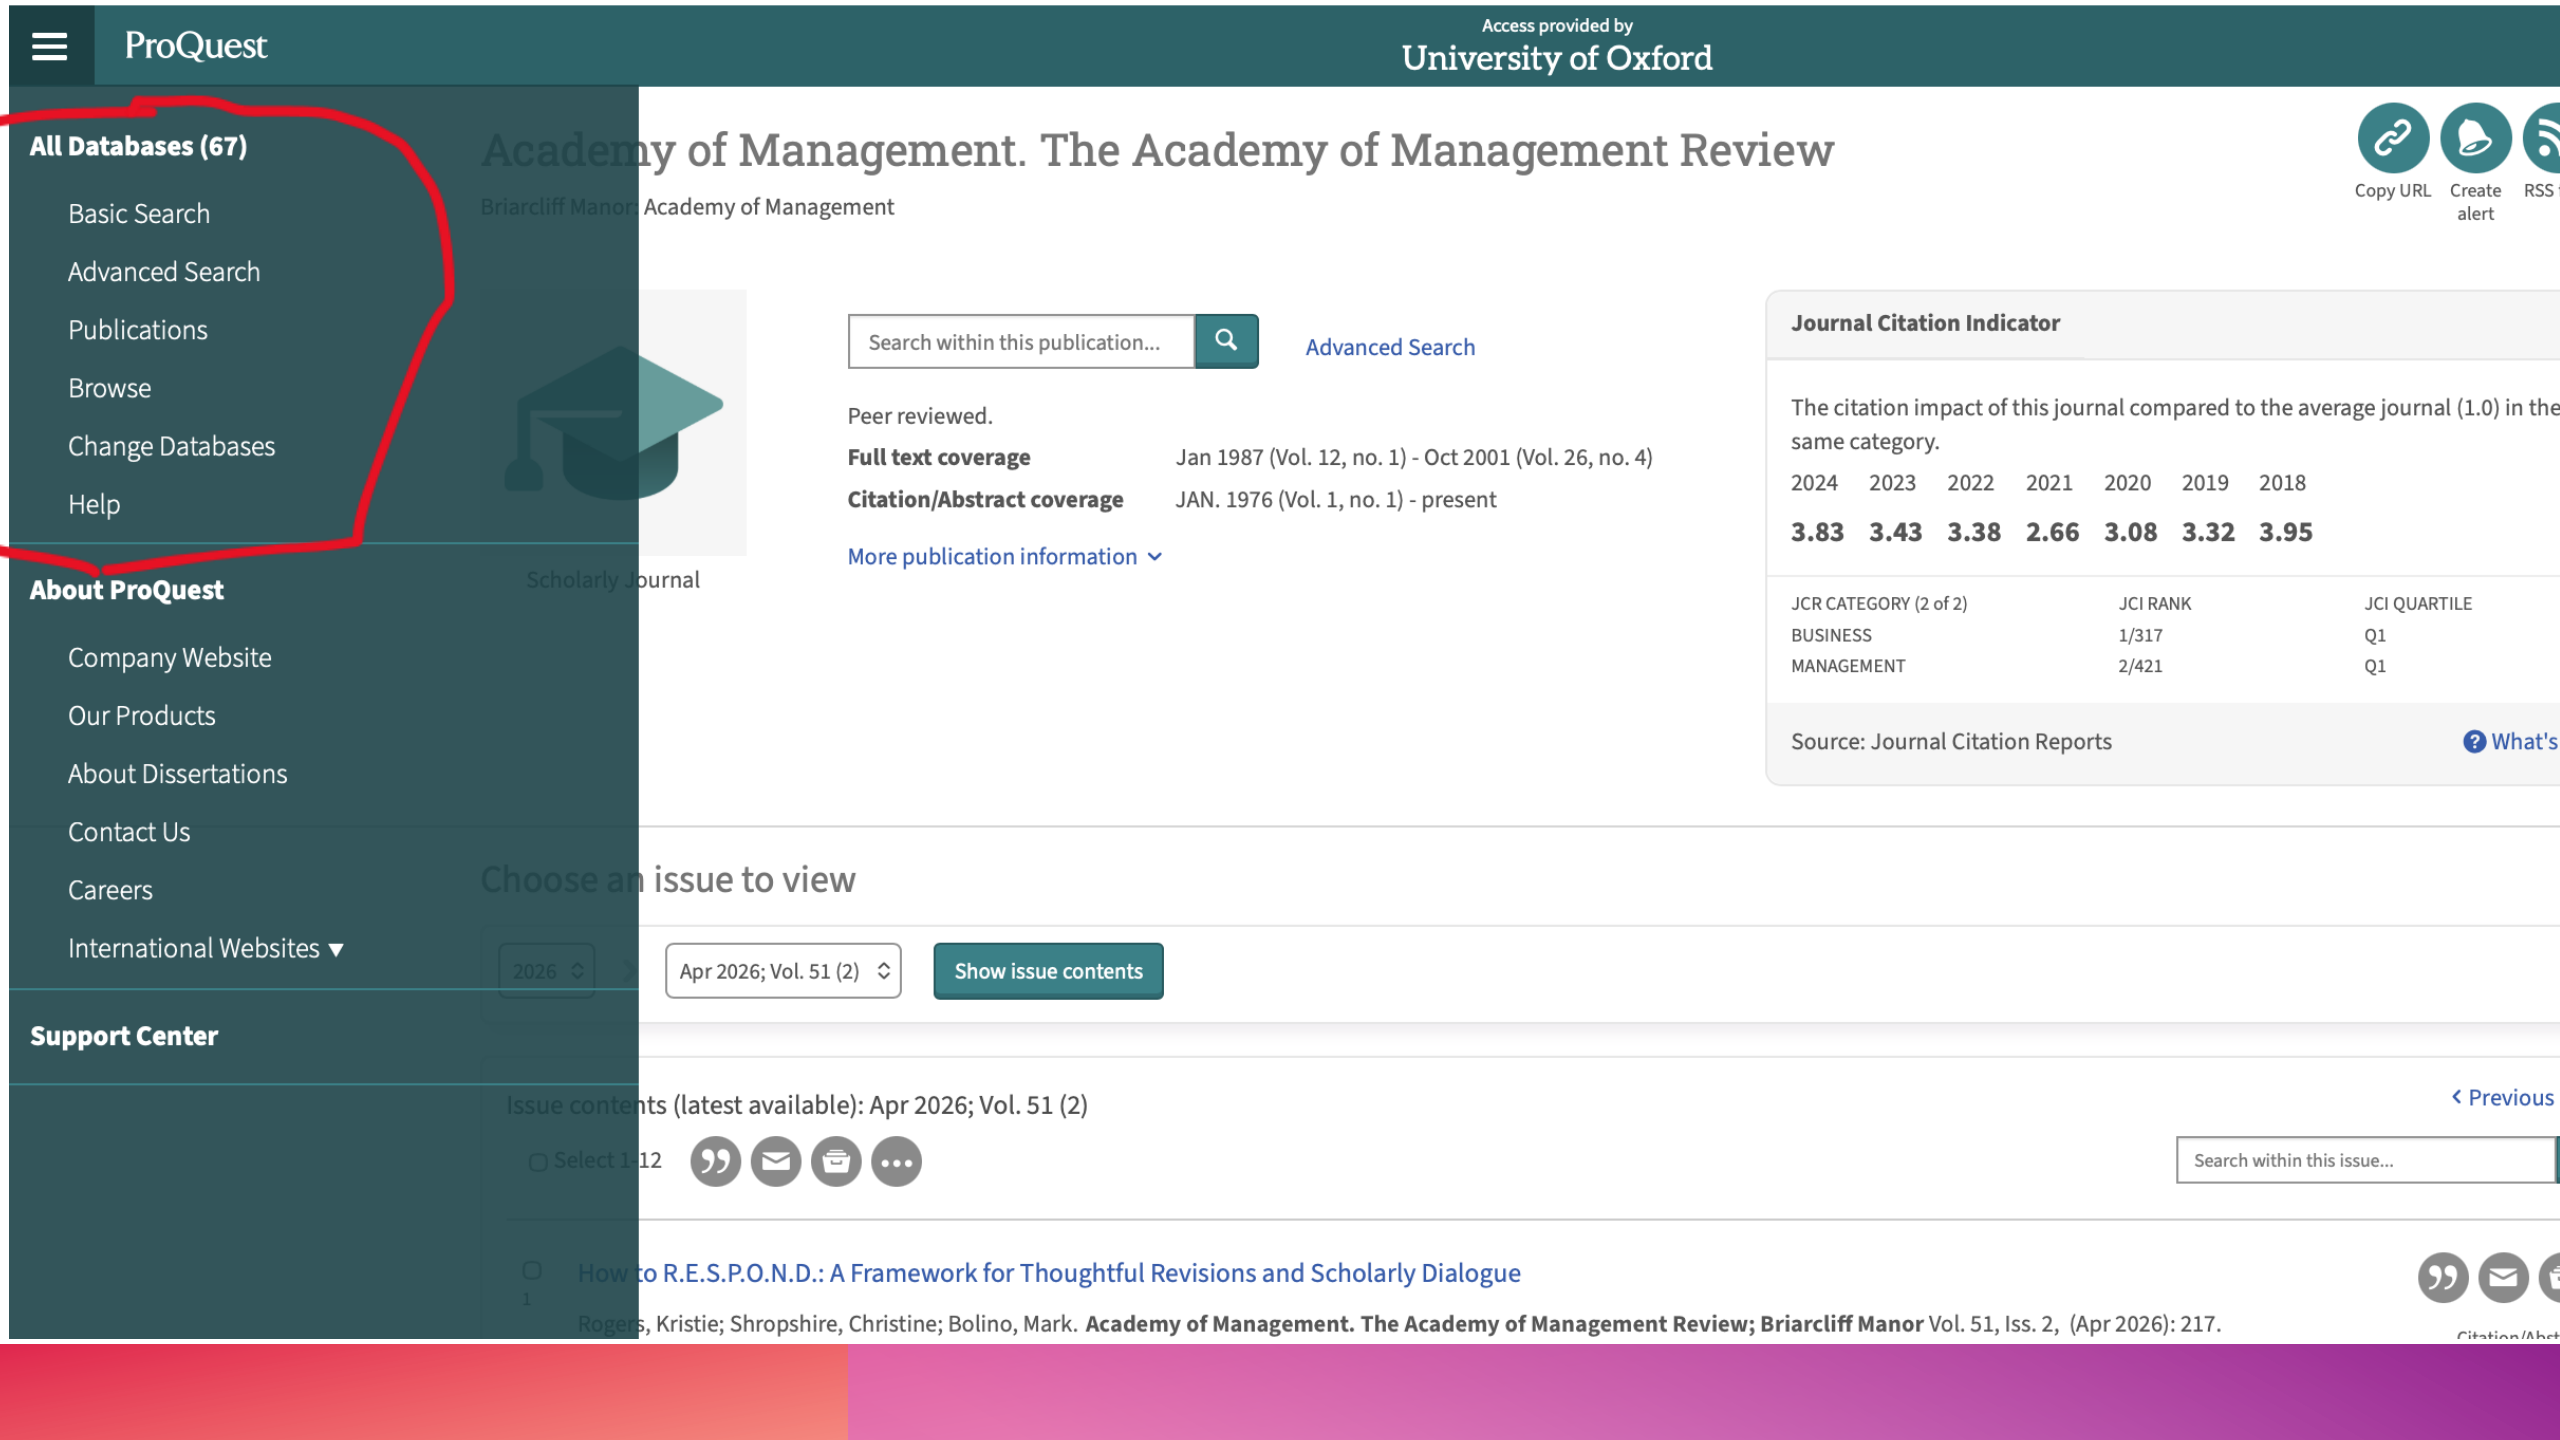 ProQuest
Access provided by
University of Oxford
All Databases (67)
Basic Search
Advanced Search
Publications
Browse
Change Databases
Help
About ProQuest
Company Website
Our Products
About Dissertations
Contact Us
Careers
International Websites ▼
Support Center
Academy of Management. The Academy of Management Review
Briarcliff Manor: Academy of Management
Copy URL
Create alert
RSS
Scholarly Journal
Search within this publication...
Advanced Search
Peer reviewed.
Full text coverage Jan 1987 (Vol. 12, no. 1) - Oct 2001 (Vol. 26, no. 4)
Citation/Abstract coverage JAN. 1976 (Vol. 1, no. 1) - present
More publication information
Journal Citation Indicator
The citation impact of this journal compared to the average journal (1.0) in the
same category.
2024 2023 2022 2021 2020 2019 2018
3.83 3.43 3.38 2.66 3.08 3.32 3.95
JCR CATEGORY (2 of 2) JCI RANK JCI QUARTILE
BUSINESS 1/317 Q1
MANAGEMENT 2/421 Q1
Source: Journal Citation Reports
What's
Choose an issue to view
2026
Apr 2026; Vol. 51 (2)
Show issue contents
Issue contents (latest available): Apr 2026; Vol. 51 (2)
< Previous
Select 1-12
Search within this issue...
How to R.E.S.P.O.N.D.: A Framework for Thoughtful Revisions and Scholarly Dialogue
1
Rogers, Kristie; Shropshire, Christine; Bolino, Mark. Academy of Management. The Academy of Management Review; Briarcliff Manor Vol. 51, Iss. 2, (Apr 2026): 217.